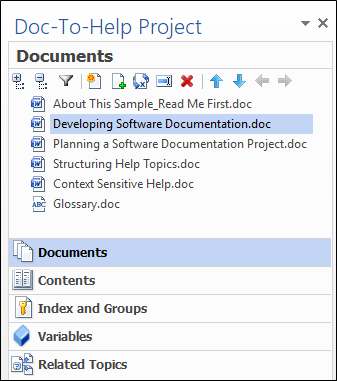 Doc-To-Help Project
Documents
About This Sample_Read Me First.doc
Developing Software Documentation.doc
Planning a Software Documentation Project.doc
Structuring Help Topics.doc
Context Sensitive Help.doc
ABC Glossary.doc
Documents
Contents
Index and Groups
Variables
Related Topics